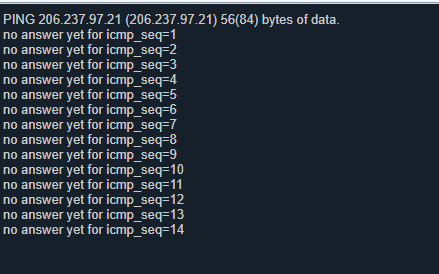 PING 206.237.97.21 (206.237.97.21) 56(84) bytes of data.
no answer yet for icmp_seq=1
no answer yet for icmp_seq=2
no answer yet for icmp_seq=3
no answer yet for icmp_seq=4
no answer yet for icmp_seq=5
no answer yet for icmp_seq=6
no answer yet for icmp_seq=7
no answer yet for icmp_seq=8
no answer yet for icmp_seq=9
no answer yet for icmp_seq=10
no answer yet for icmp_seq=11
no answer yet for icmp_seq=12
no answer yet for icmp_seq=13
no answer yet for icmp_seq=14